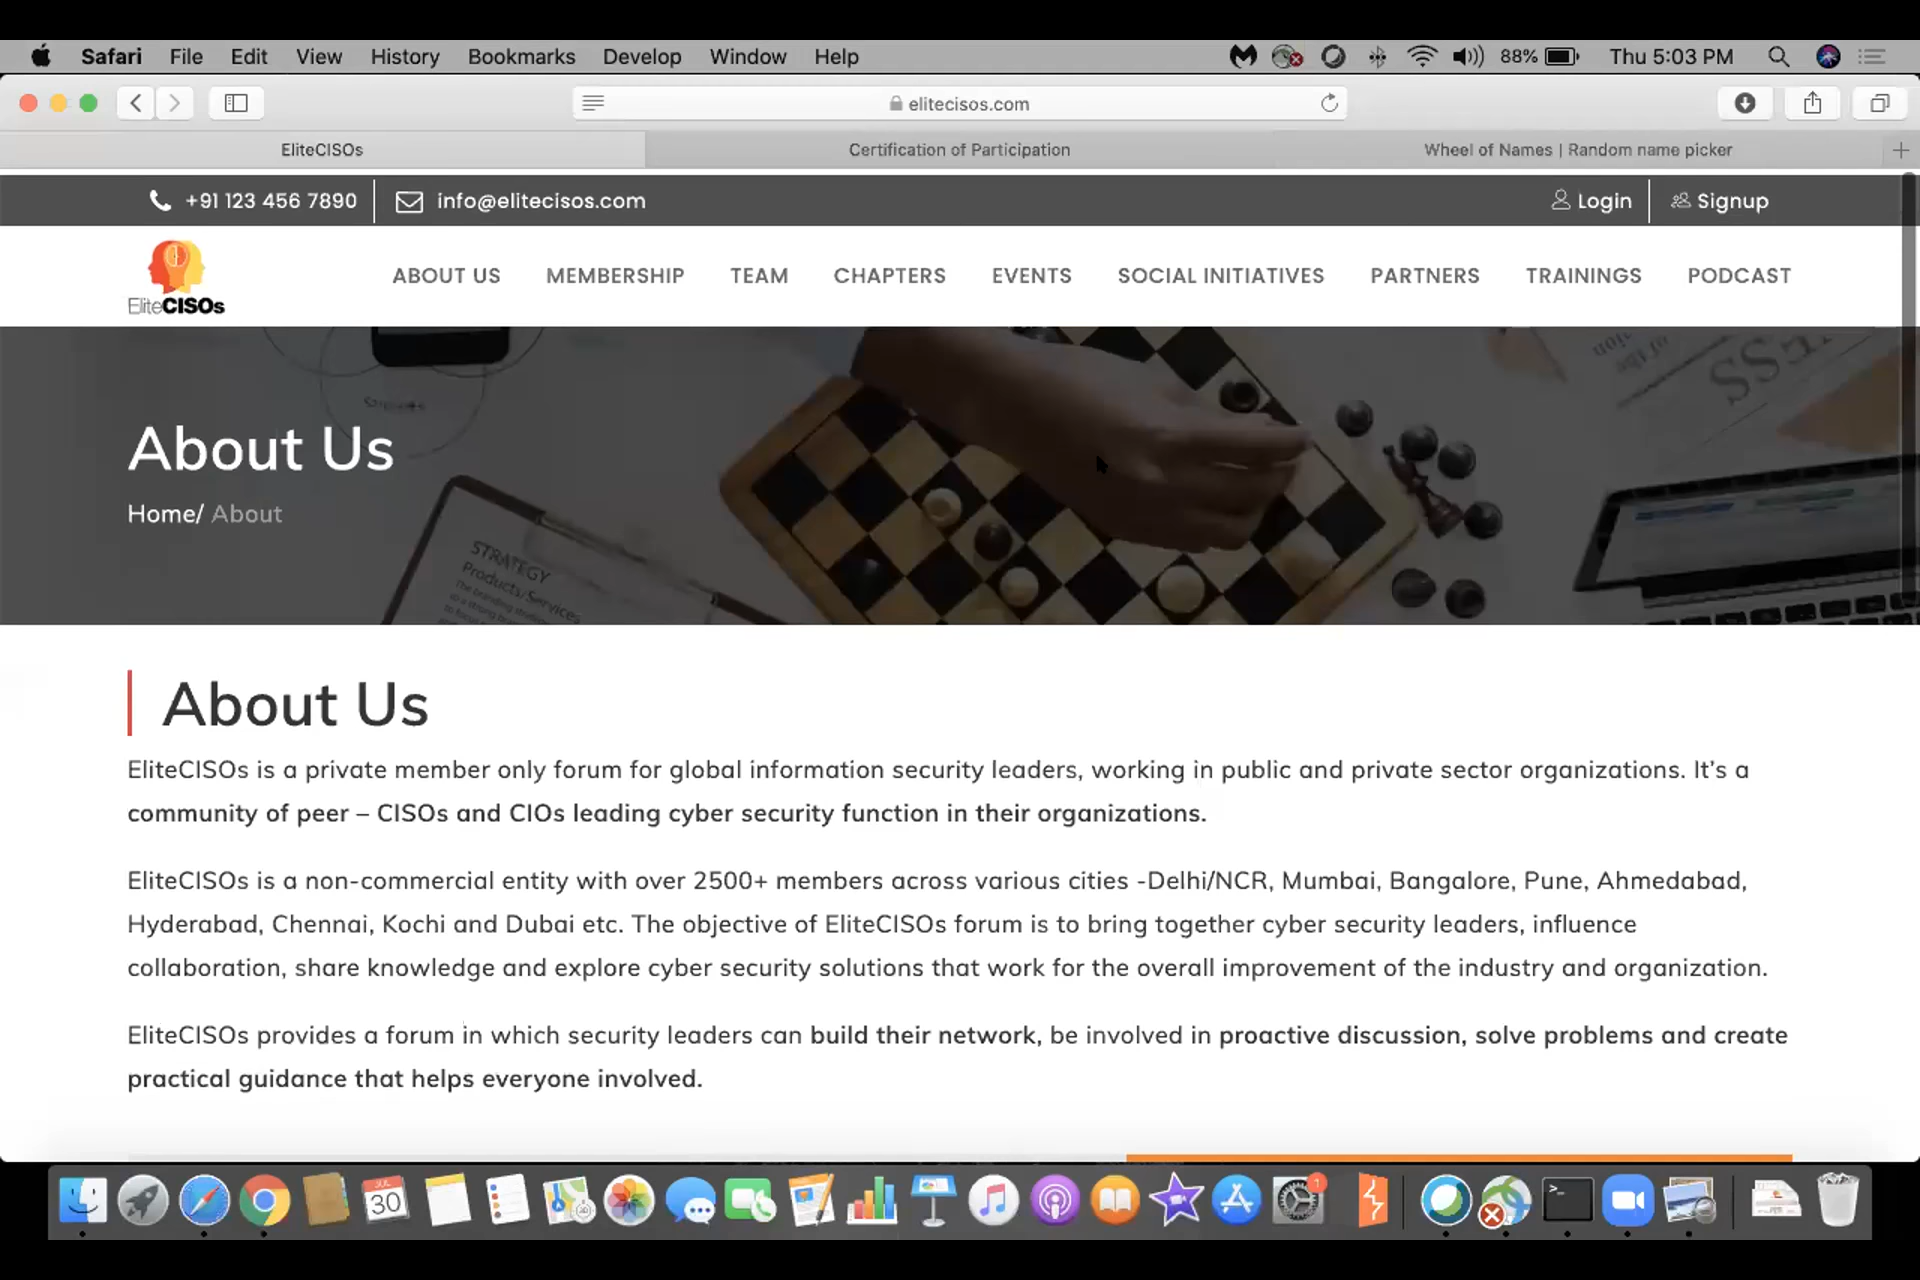 Safari File Edit View History Bookmarks Develop Window Help 88% Thu 5:03 PM
elitecisos.com
EliteCISOs Certification of Participation Wheel of Names | Random name picker
+91 123 456 7890 info@elitecisos.com Login Signup
EliteCISOs
ABOUT US MEMBERSHIP TEAM CHAPTERS EVENTS SOCIAL INITIATIVES PARTNERS TRAININGS PODCAST
About Us
Home/ About
STRATEGY
Products/Services
About Us
EliteCISOs is a private member only forum for global information security leaders, working in public and private sector organizations. It's a
community of peer – CISOs and CIOs leading cyber security function in their organizations.
EliteCISOs is a non-commercial entity with over 2500+ members across various cities -Delhi/NCR, Mumbai, Bangalore, Pune, Ahmedabad,
Hyderabad, Chennai, Kochi and Dubai etc. The objective of EliteCISOs forum is to bring together cyber security leaders, influence
collaboration, share knowledge and explore cyber security solutions that work for the overall improvement of the industry and organization.
EliteCISOs provides a forum in which security leaders can build their network, be involved in proactive discussion, solve problems and create
practical guidance that helps everyone involved.
JUL
30
1